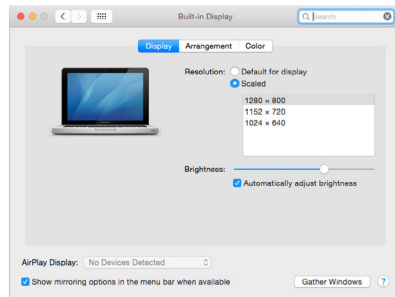 Built-in Display
Search
Display Arrangement Color
Resolution: Default for display
Scaled
1280 × 800
1152 × 720
1024 × 640
Brightness:
Automatically adjust brightness
AirPlay Display: No Devices Detected
Show mirroring options in the menu bar when available
Gather Windows ?